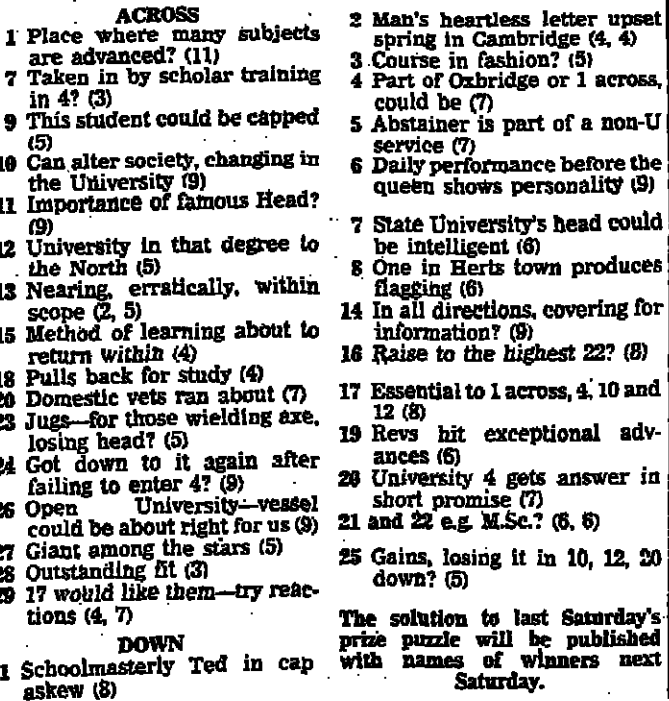 ACROSS
1 Place where many subjects
are advanced? (11)
7 Taken in by scholar training
in 4? (3)
9 This student could be capped
(5)
10 Can alter society, changing in
the University (9)
11 Importance of famous Head?
(9)
12 University in that degree to
the North (5)
13 Nearing, erratically, within
scope (2, 5)
15 Method of learning about to
return within (4)
18 Pulls back for study (4)
20 Domestic vets ran about (7)
23 Jugs—for those wielding axe,
losing head? (5)
24 Got down to it again after
failing to enter 4? (9)
26 Open University—vessel
could be about right for us (9)
27 Giant among the stars (5)
28 Outstanding fit (3)
29 17 would like them—try reac-
tions (4, 7)
DOWN
1 Schoolmasterly Ted in cap
askew (8)
2 Man's heartless letter upset
spring in Cambridge (4, 4)
3 Course in fashion? (5)
4 Part of Oxbridge or 1 across,
could be (7)
5 Abstainer is part of a non-U
service (7)
6 Daily performance before the
queen shows personality (9)
7 State University's head could
be intelligent (6)
8 One in Herts town produces
flagging (6)
14 In all directions, covering for
information? (9)
16 Raise to the highest 22? (8)
17 Essential to 1 across, 4, 10 and
12 (8)
19 Revs hit exceptional adv-
ances (6)
20 University 4 gets answer in
short promise (7)
21 and 22 e.g. M.Sc.? (6, 6)
25 Gains, losing it in 10, 12, 20
down? (5)
The solution to last Saturday's
prize puzzle will be published
with names of winners next
Saturday.